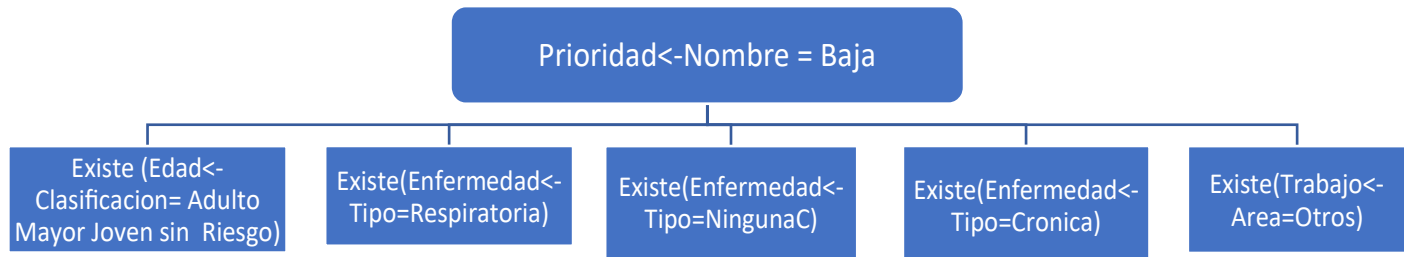 Prioridad<-Nombre = Baja
Existe (Edad<-
Clasificacion= Adulto
Mayor Joven sin  Riesgo)
Existe(Enfermedad<-
Tipo=Respiratoria)
Existe(Enfermedad<-
Tipo=NingunaC)
Existe(Enfermedad<-
Tipo=Cronica)
Existe(Trabajo<-
Area=Otros)